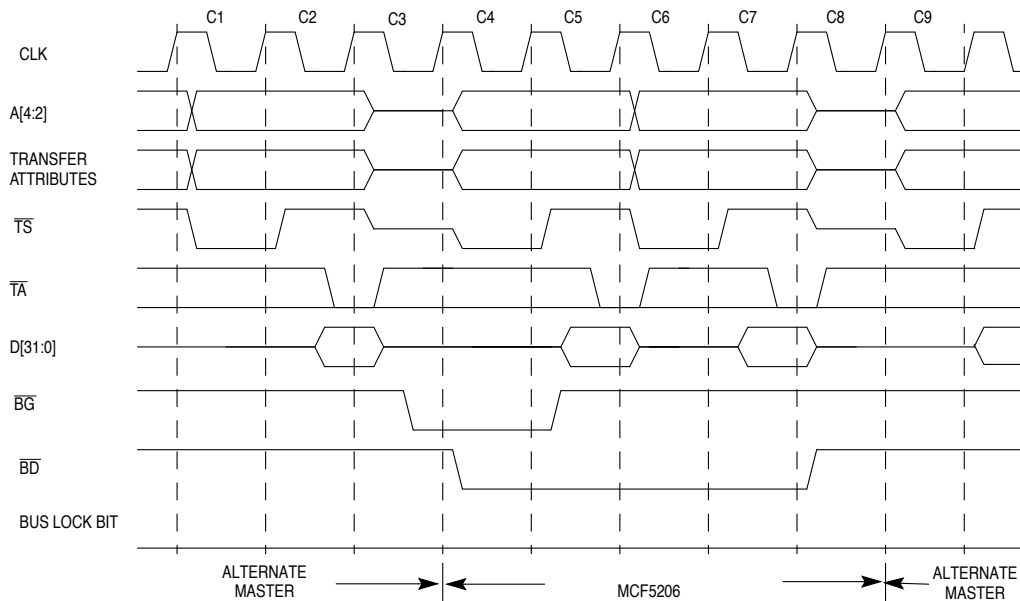 C1 C2 C3 C4 C5 C6 C7 C8 C9
CLK
A[4:2]
TRANSFER
ATTRIBUTES
TS
TA
D[31:0]
BG
BD
BUS LOCK BIT
ALTERNATE
MASTER
MCF5206
ALTERNATE
MASTER